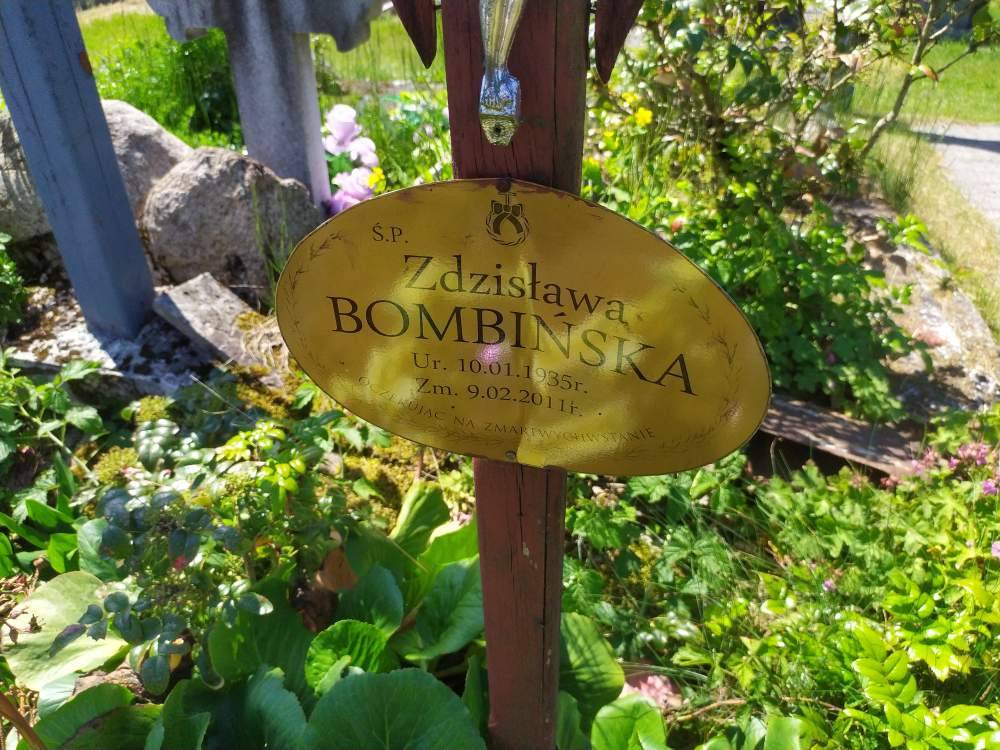 Ś.P.
Zdzisława
BOMBIŃSKA
Ur. 10.01.1935r.
Zm. 9.02.2011r.
OCZEKUJĄC NA ZMARTWYCHWSTANIE